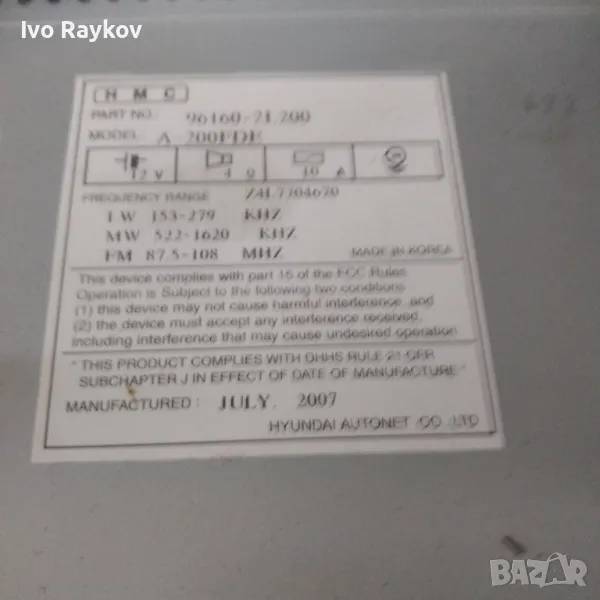 Ivo Raykov
H M C
PART NO. 96160-2L200
MODEL A-200FDE
12 V 4 Ω 10 A
FREQUENCY RANGE Z4L7704670
LW 153-279 KHZ
MW 522-1620 KHZ
FM 87.5-108 MHZ MADE IN KOREA
This device complies with part 15 of the FCC Rules
Operation is Subject to the following two conditions
(1) this device may not cause harmful interference, and
(2) the device must accept any interference received,
including interference that may cause undesired operation
"THIS PRODUCT COMPLIES WITH DHHS RULE 21 CFR
SUBCHAPTER J IN EFFECT OF DATE OF MANUFACTURE"
MANUFACTURED : JULY. 2007
HYUNDAI AUTONET CO., LTD
BAZAR